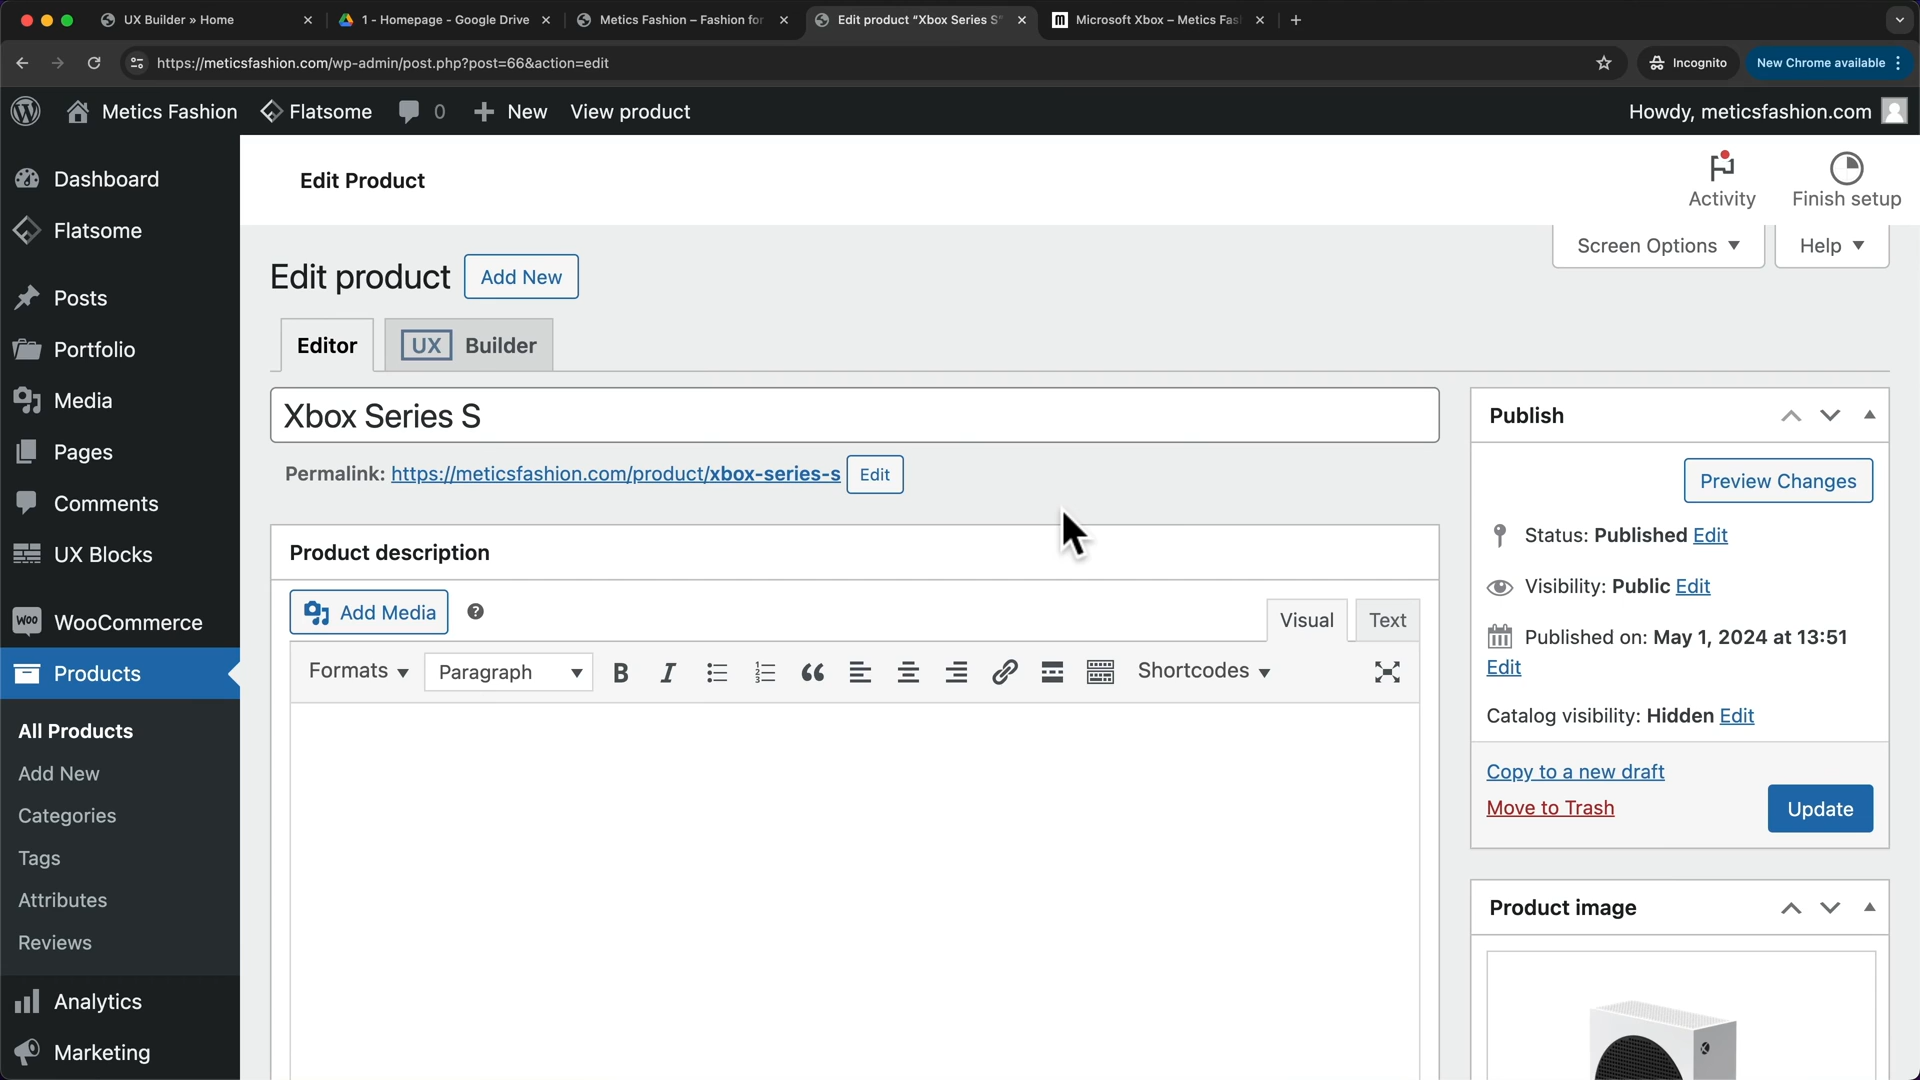 UX Builder » Home
1 - Homepage - Google Drive
Metics Fashion – Fashion for
Edit product "Xbox Series S"
Microsoft Xbox – Metics Fas
https://meticsfashion.com/wp-admin/post.php?post=66&action=edit
Incognito
New Chrome available
Metics Fashion
Flatsome
0
New
View product
Howdy, meticsfashion.com
Dashboard
Flatsome
Posts
Portfolio
Media
Pages
Comments
UX Blocks
WOO
WooCommerce
Products
All Products
Add New
Categories
Tags
Attributes
Reviews
Analytics
Marketing
Edit Product
Activity
Finish setup
Screen Options ▼
Help ▼
Edit product
Add New
Editor
UX Builder
Xbox Series S
Permalink: https://meticsfashion.com/product/xbox-series-s Edit
Product description
Add Media
?
Visual
Text
Formats
Paragraph
B
I
Shortcodes
Publish
Preview Changes
Status: Published Edit
Visibility: Public Edit
Published on: May 1, 2024 at 13:51
Edit
Catalog visibility: Hidden Edit
Copy to a new draft
Move to Trash
Update
Product image